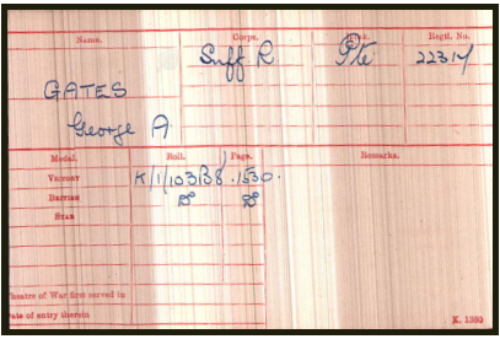 Name. Corps. Rank. Regtl. No.
Suff R Pte 22317
GATES
George A
Medal. Roll. Page. Remarks.
VICTORY K/1/103B8 1530.
BRITISH Do Do
STAR
Theatre of War first served in
Date of entry therein
K. 1380